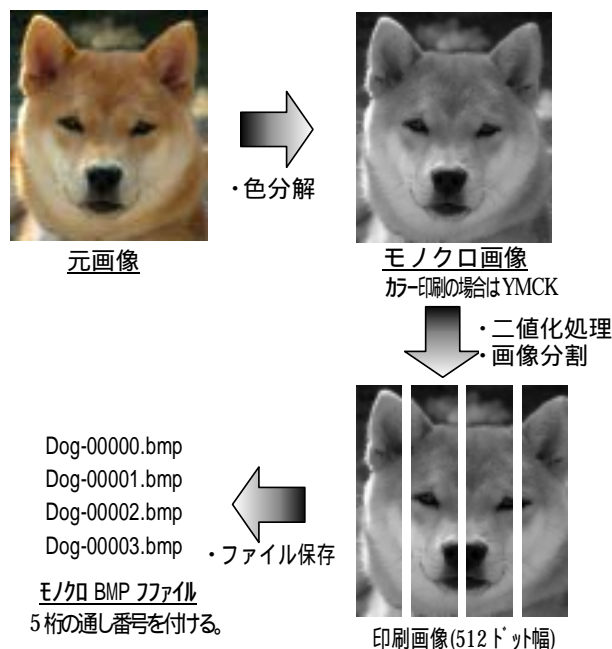 ・色分解
元画像
モノクロ画像
カラー印刷の場合はYMCK
・二値化処理
・画像分割
Dog-00000.bmp
Dog-00001.bmp
Dog-00002.bmp
Dog-00003.bmp
・ファイル保存
モノクロ BMP フファイル
5桁の通し番号を付ける。
印刷画像(512ドット幅)